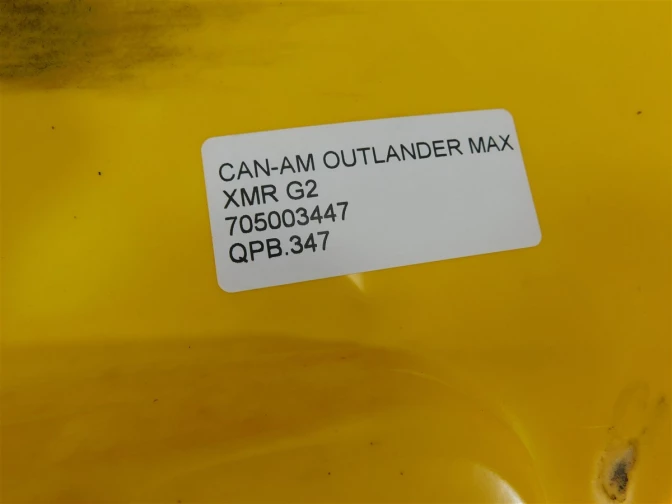 CAN-AM OUTLANDER MAX
XMR G2
705003447
QPB.347